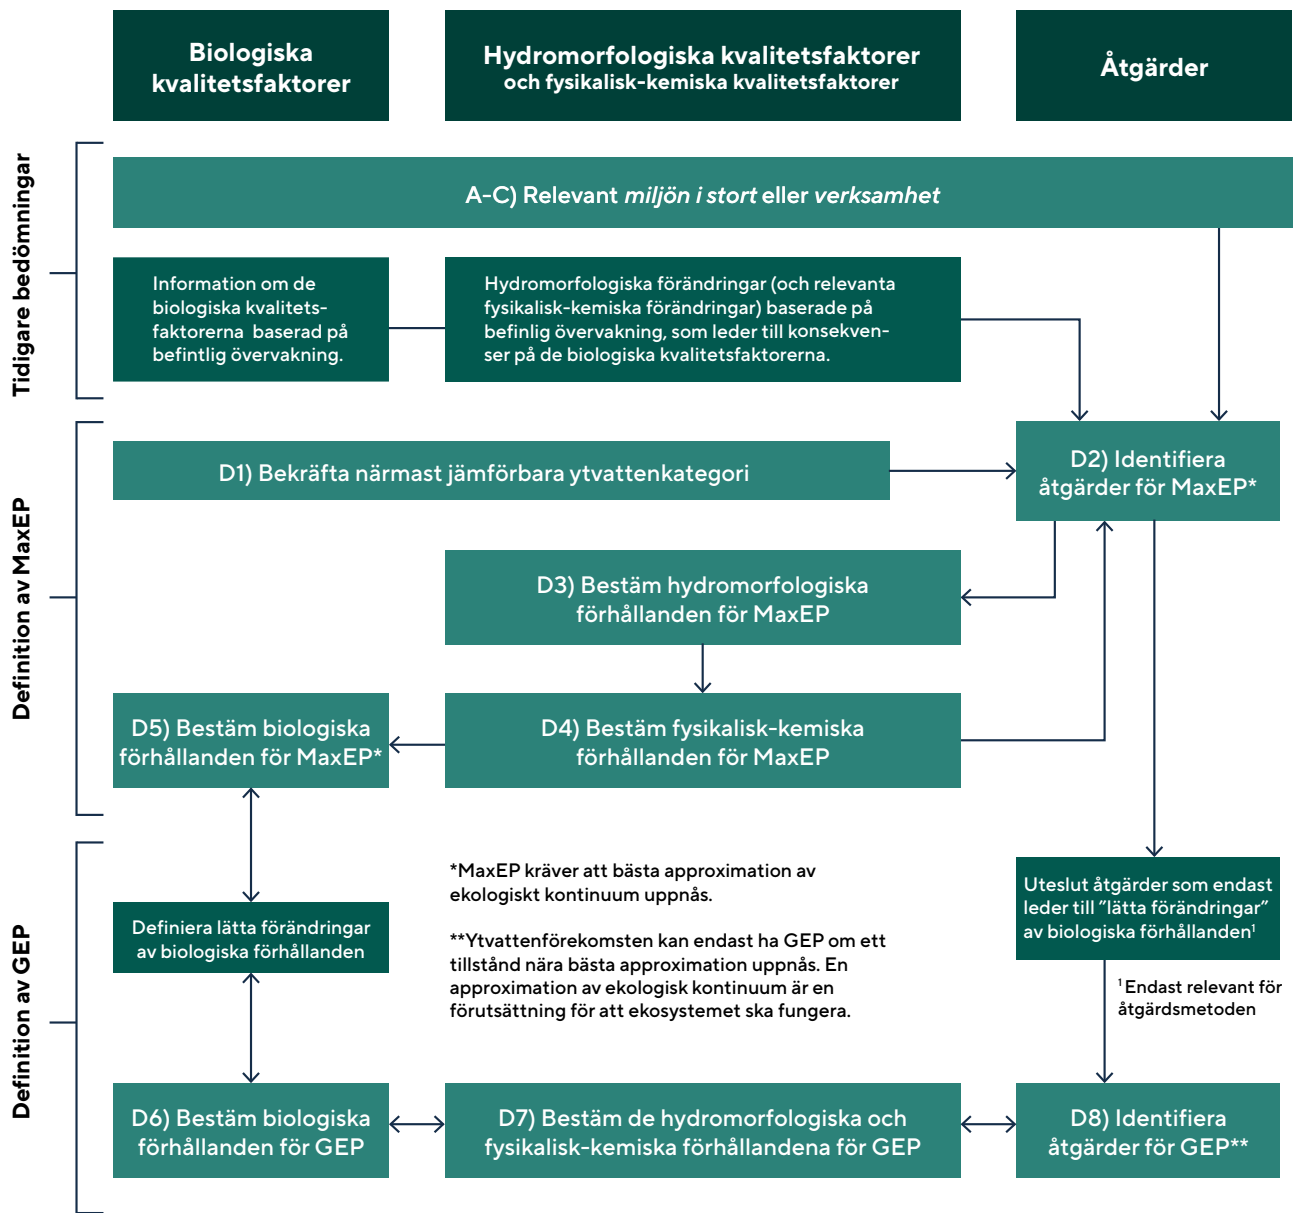 Biologiska
kvalitetsfaktorer
Hydromorfologiska kvalitetsfaktorer
och fysikalisk-kemiska kvalitetsfaktorer
Åtgärder
Tidigare bedömningar
A-C) Relevant miljön i stort eller verksamhet
Information om de
biologiska kvalitets-
faktorerna baserad på
befintlig övervakning.
Hydromorfologiska förändringar (och relevanta
fysikalisk-kemiska förändringar) baserade på
befinlig övervakning, som leder till konsekven-
ser på de biologiska kvalitetsfaktorerna.
Definition av MaxEP
D1) Bekräfta närmast jämförbara ytvattenkategori
D2) Identifiera
åtgärder för MaxEP*
D3) Bestäm hydromorfologiska
förhållanden för MaxEP
D5) Bestäm biologiska
förhållanden för MaxEP*
D4) Bestäm fysikalisk-kemiska
förhållanden för MaxEP
Definition av GEP
*MaxEP kräver att bästa approximation av
ekologiskt kontinuum uppnås.
**Ytvattenförekomsten kan endast ha GEP om ett
tillstånd nära bästa approximation uppnås. En
approximation av ekologisk kontinuum är en
förutsättning för att ekosystemet ska fungera.
Uteslut åtgärder som endast
leder till ”lätta förändringar”
av biologiska förhållanden¹
Definiera lätta förändringar
av biologiska förhållanden
¹ Endast relevant för
åtgärdsmetoden
D6) Bestäm biologiska
förhållanden för GEP
D7) Bestäm de hydromorfologiska och
fysikalisk-kemiska förhållandena för GEP
D8) Identifiera
åtgärder för GEP**